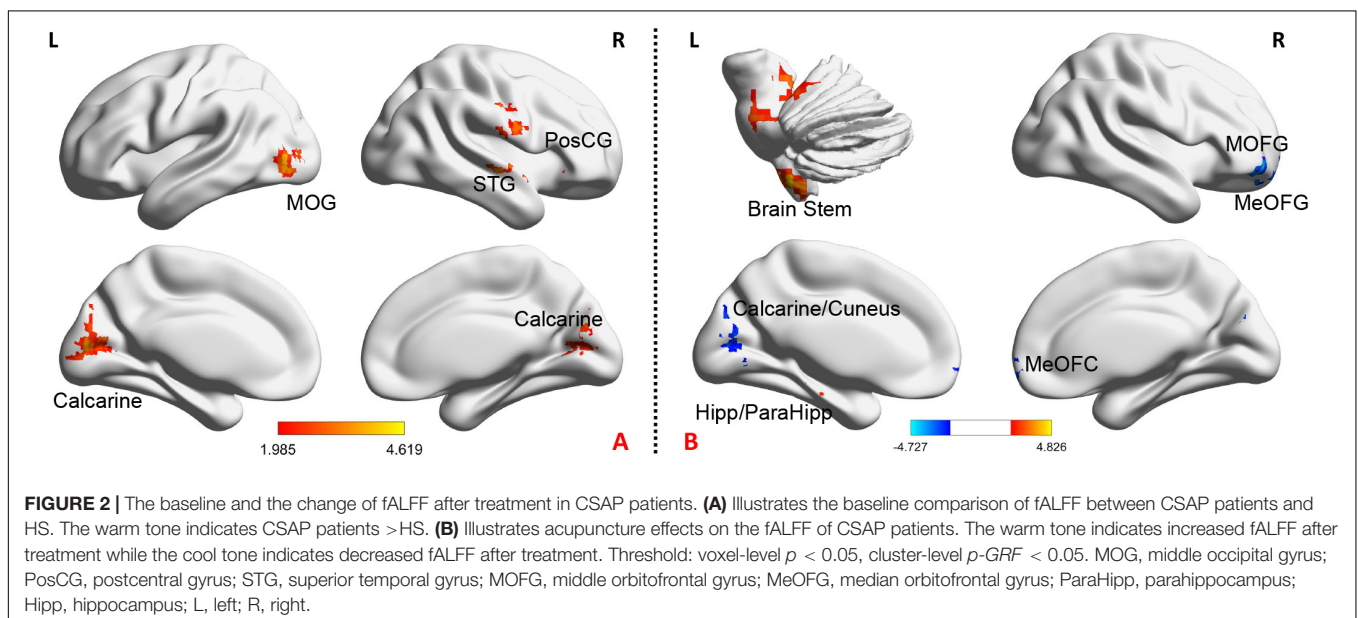 L
R
L
R
PosCG
STG
MOG
MOFG
MeOFG
Brain Stem
Calcarine
Calcarine
Calcarine/Cuneus
MeOFC
Hipp/ParaHipp
1.985
4.619
A
B
-4.727
4.826
FIGURE 2 | The baseline and the change of fALFF after treatment in CSAP patients. (A) Illustrates the baseline comparison of fALFF between CSAP patients and
HS. The warm tone indicates CSAP patients >HS. (B) Illustrates acupuncture effects on the fALFF of CSAP patients. The warm tone indicates increased fALFF after
treatment while the cool tone indicates decreased fALFF after treatment. Threshold: voxel-level p < 0.05, cluster-level p-GRF < 0.05. MOG, middle occipital gyrus;
PosCG, postcentral gyrus; STG, superior temporal gyrus; MOFG, middle orbitofrontal gyrus; MeOFG, median orbitofrontal gyrus; ParaHipp, parahippocampus;
Hipp, hippocampus; L, left; R, right.